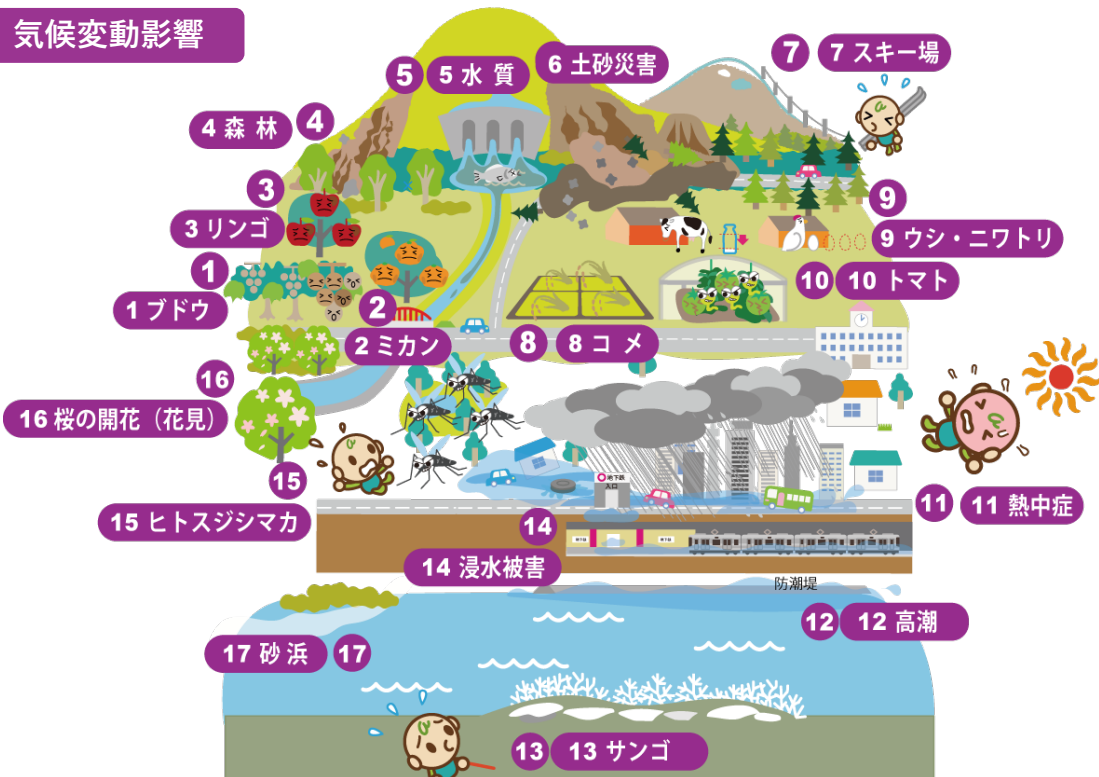 気候変動影響
5
5 水 質
6 土砂災害
7
7 スキー場
4 森 林
4
3
3 リンゴ
9
9 ウシ・ニワトリ
1
1 ブドウ
10
10 トマト
2
2 ミカン
8
8 コ メ
16
16 桜の開花（花見）
15
15 ヒトスジシマカ
地下鉄
入口
11
11 熱中症
14
14 浸水被害
防潮堤
12
12 高潮
17 砂 浜
17
13
13 サンゴ